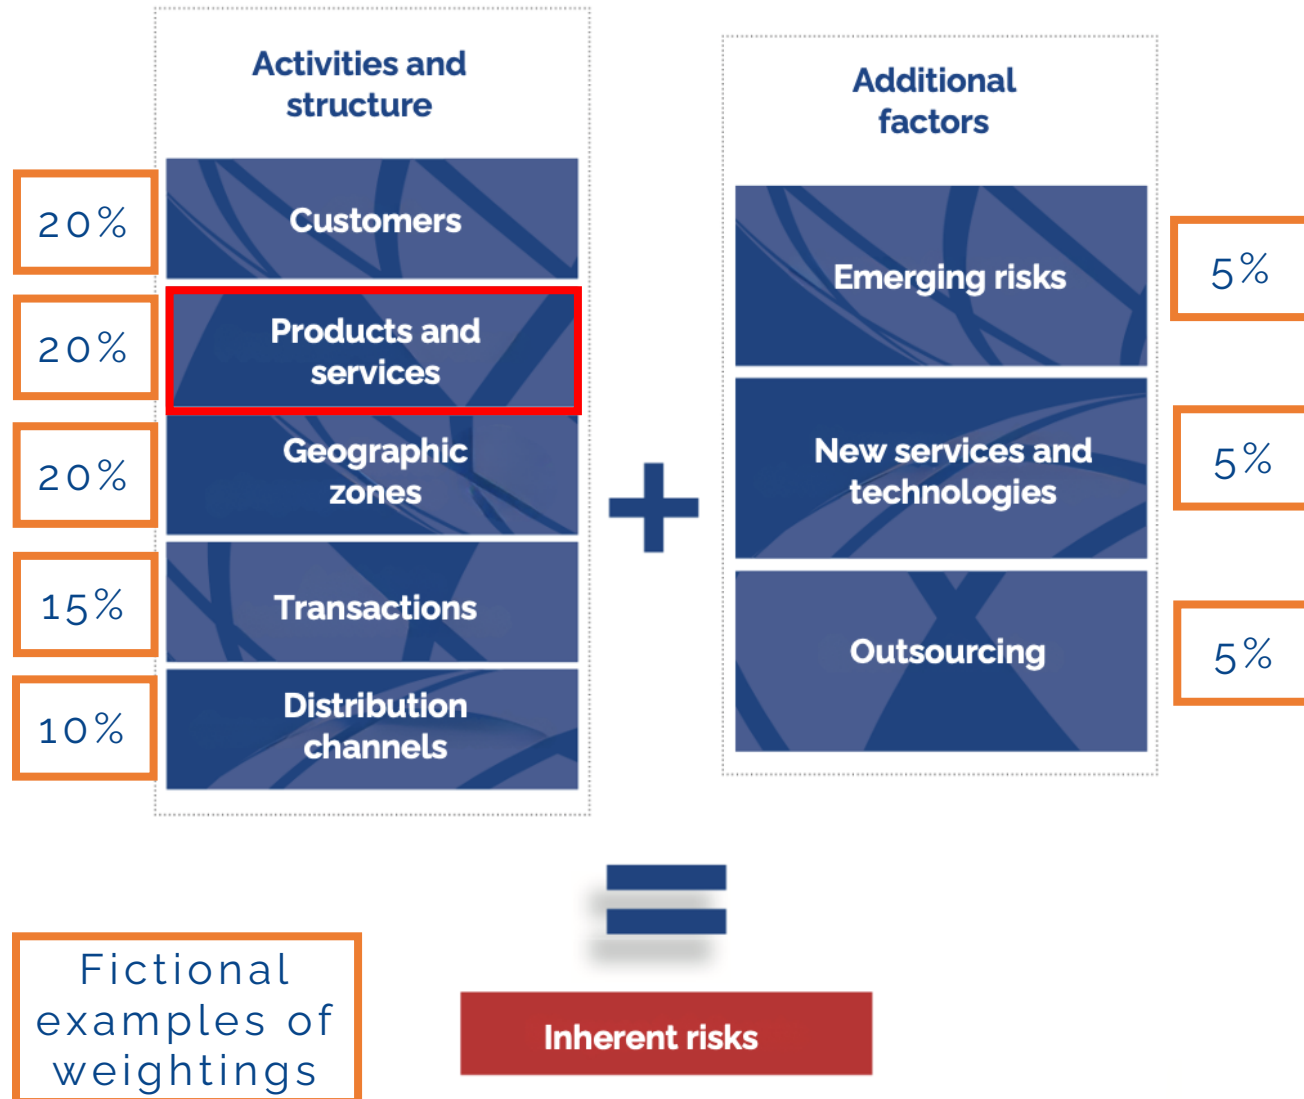 Activities and
structure
20%
Customers
20%
Products and
services
20%
Geographic
zones
15%
Transactions
10%
Distribution
channels
Additional
factors
Emerging risks
5%
New services and
technologies
5%
Outsourcing
5%
Fictional
examples of
weightings
Inherent risks